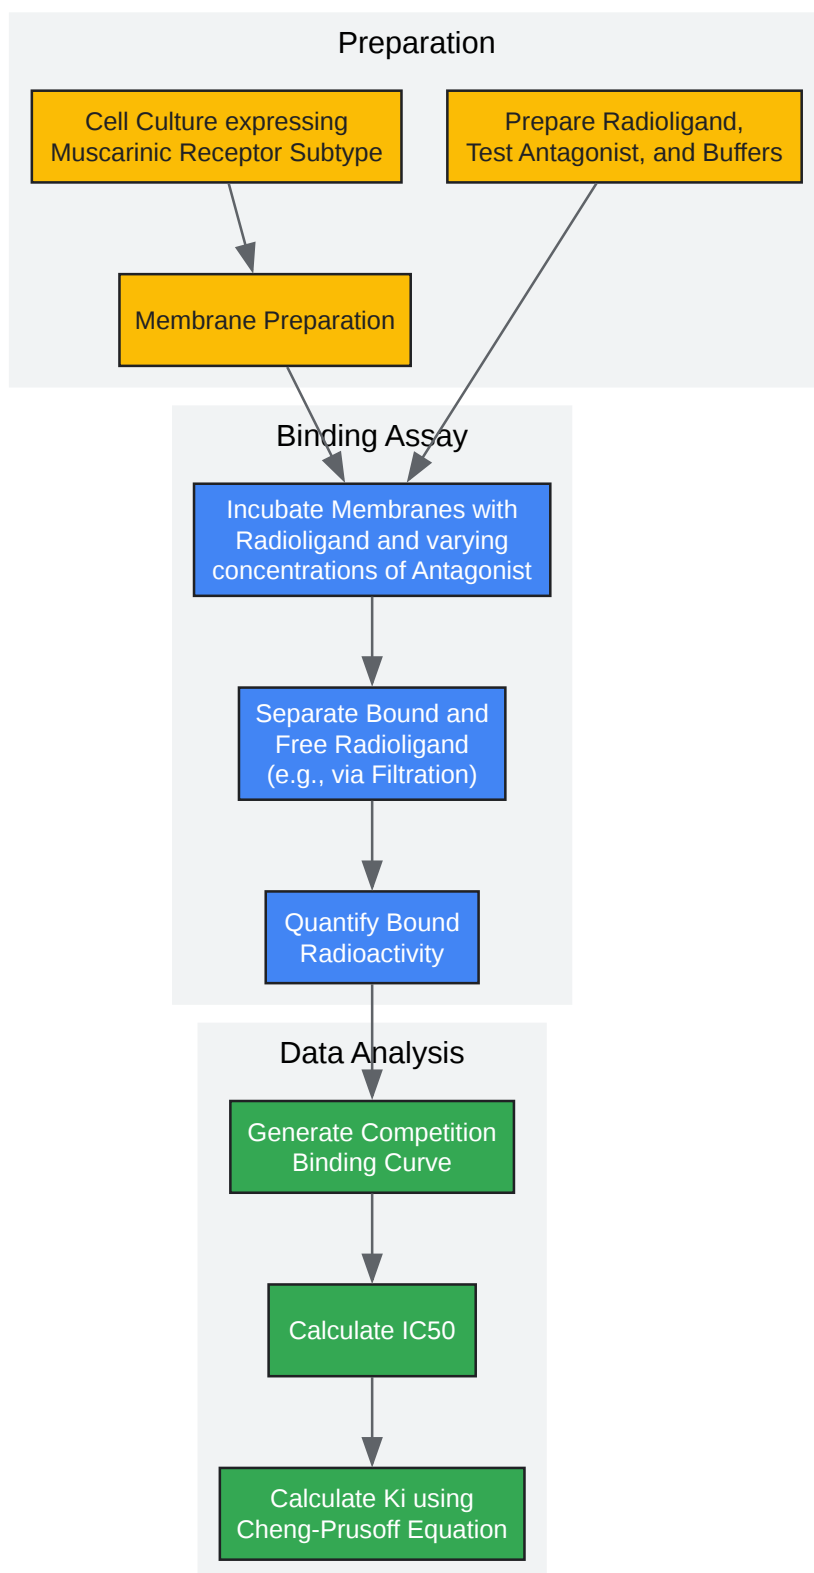 Preparation
Cell Culture expressing
Muscarinic Receptor Subtype
Prepare Radioligand,
Test Antagonist, and Buffers
Membrane Preparation
Binding Assay
Incubate Membranes with
Radioligand and varying
concentrations of Antagonist
Separate Bound and
Free Radioligand
(e.g., via Filtration)
Quantify Bound
Radioactivity
Data Analysis
Generate Competition
Binding Curve
Calculate IC50
Calculate Ki using
Cheng-Prusoff Equation